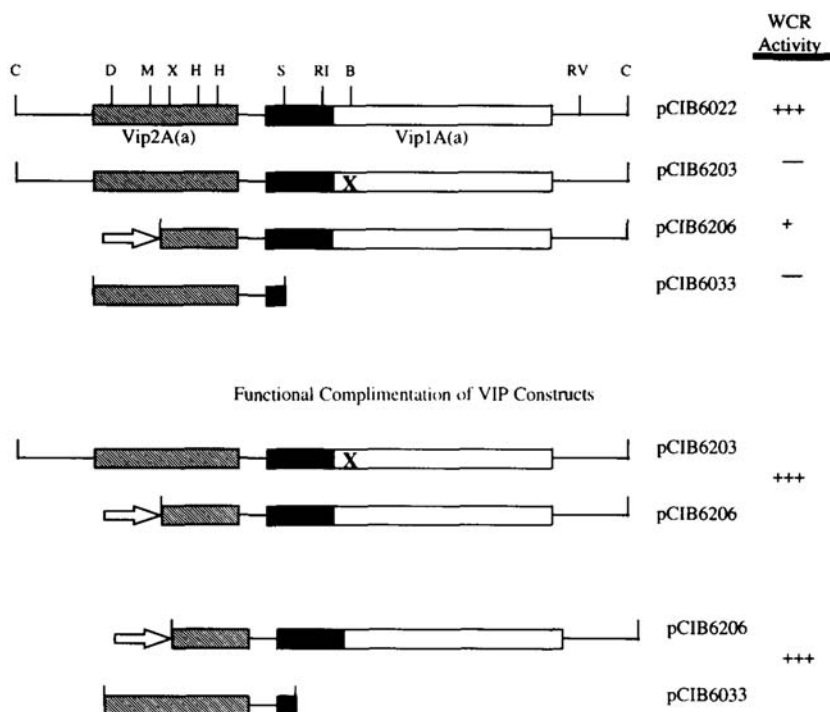 WCR
Activity
C D M X H H S RI B RV C
pCIB6022 +++
Vip2A(a) Vip1A(a)
pCIB6203 —
X
pCIB6206 +
pCIB6033 —
Functional Complimentation of VIP Constructs
pCIB6203
X
+++
pCIB6206
pCIB6206
+++
pCIB6033